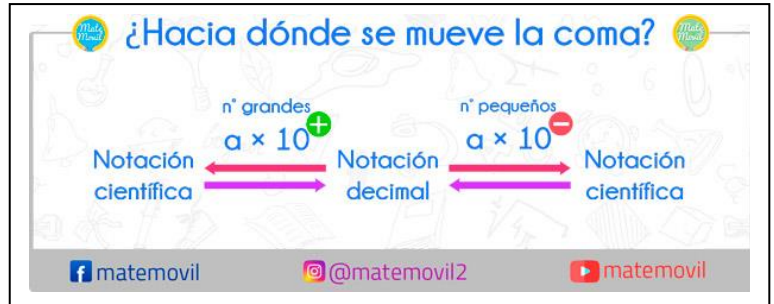 Mate
Movil
¿Hacia dónde se mueve la coma?
Mate
Movil
n° grandes
a × 10⁺
n° pequeños
a × 10⁻
Notación
científica
Notación
decimal
Notación
científica
f matemovil
@matemovil2
matemovil